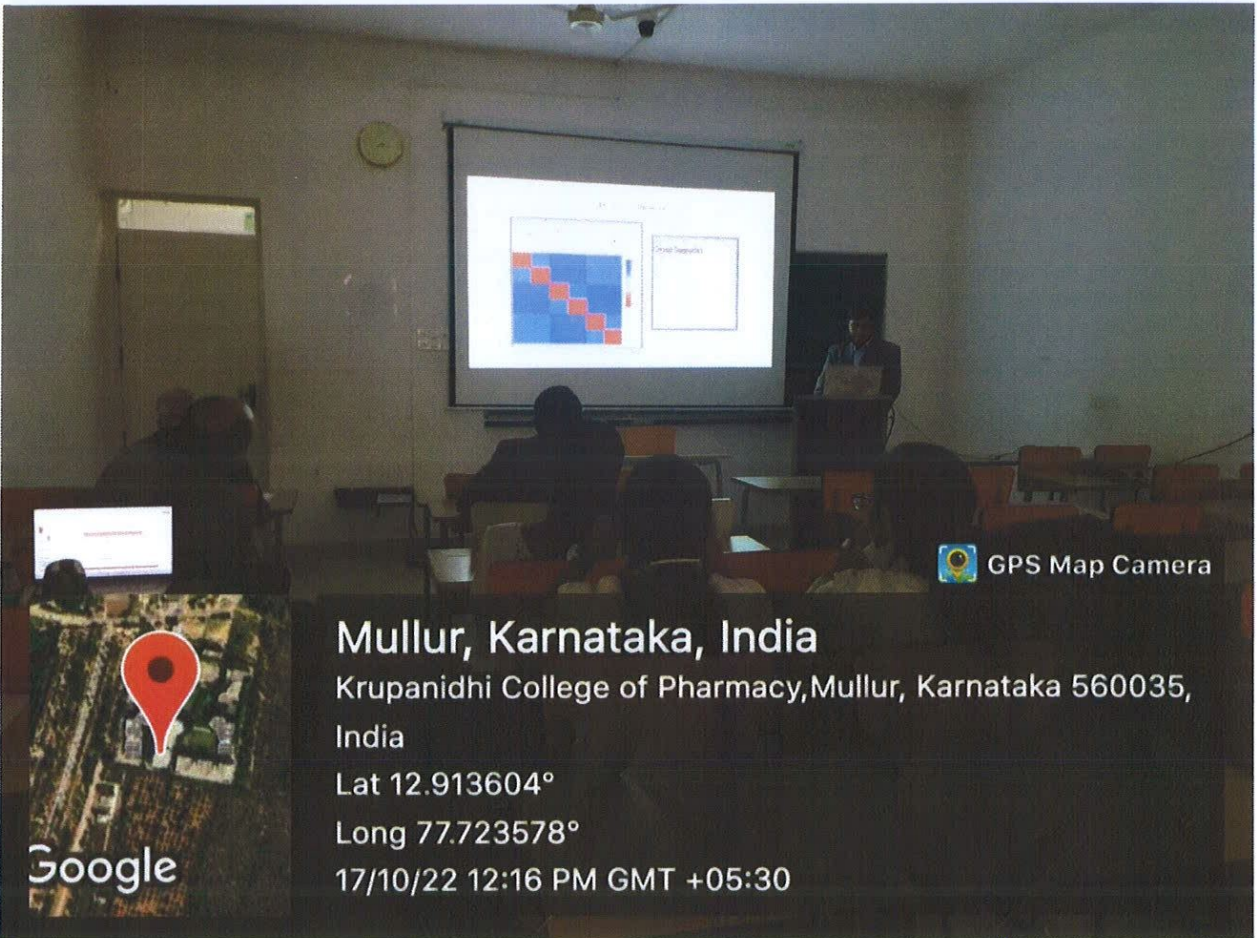 GPS Map Camera
Mullur, Karnataka, India
Krupanidhi College of Pharmacy,Mullur, Karnataka 560035,
India
Lat 12.913604°
Long 77.723578°
17/10/22 12:16 PM GMT +05:30
Google